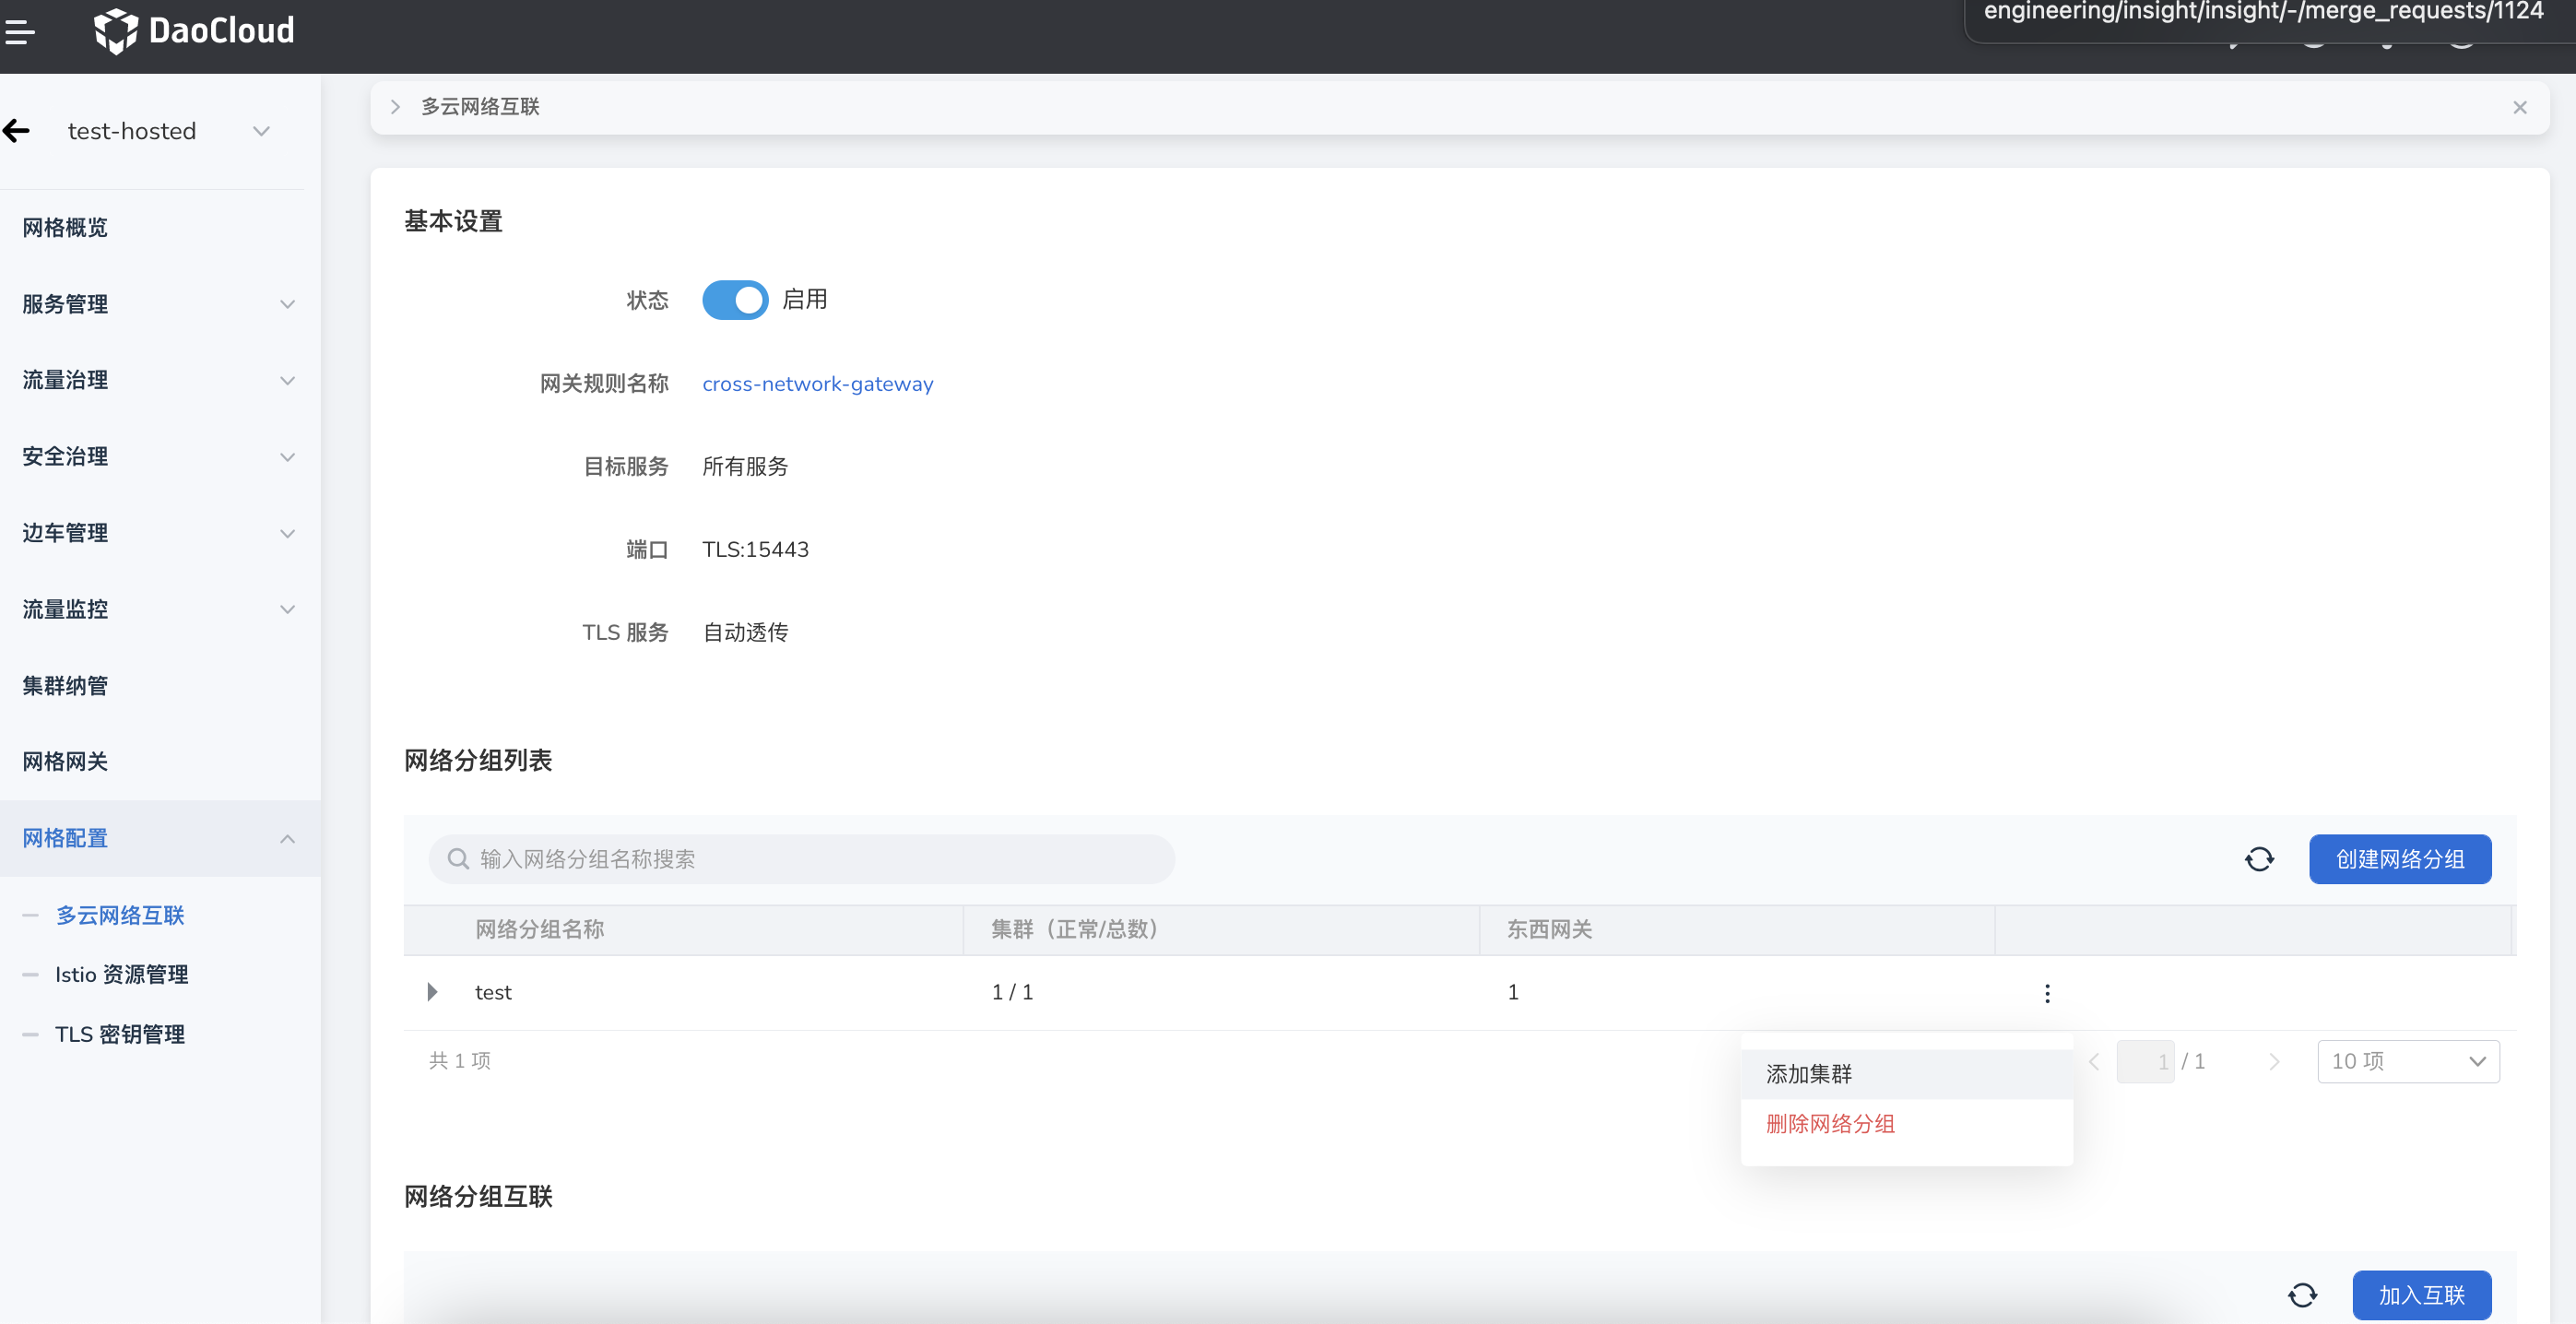 engineering/insight/insight/-/merge_requests/1124
DaoCloud
test-hosted
网格概览
服务管理
流量治理
安全治理
边车管理
流量监控
集群纳管
网格网关
网格配置
多云网络互联
Istio 资源管理
TLS 密钥管理
多云网络互联
基本设置
状态 启用
网关规则名称 cross-network-gateway
目标服务 所有服务
端口 TLS:15443
TLS 服务 自动透传
网络分组列表
输入网络分组名称搜索
创建网络分组
网络分组名称 集群（正常/总数） 东西网关
test 1 / 1 1
共 1 项
1 / 1
10 项
添加集群
删除网络分组
网络分组互联
加入互联